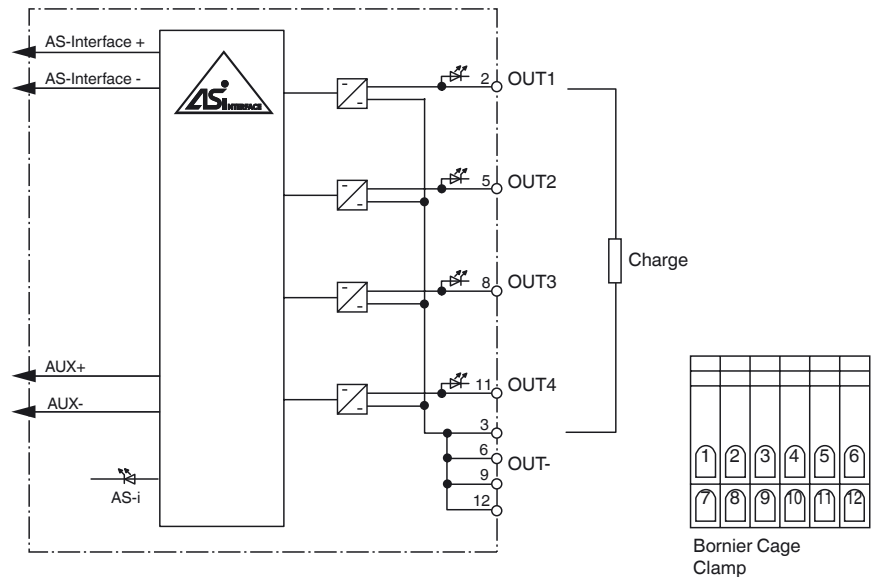 AS-Interface +
AS-Interface -
ASi INTERFACE
2 OUT1
5 OUT2
8 OUT3
Charge
AUX+
11 OUT4
AUX-
3
6
OUT-
9
12
AS-i
1 2 3 4 5 6
7 8 9 10 11 12
Bornier Cage
Clamp